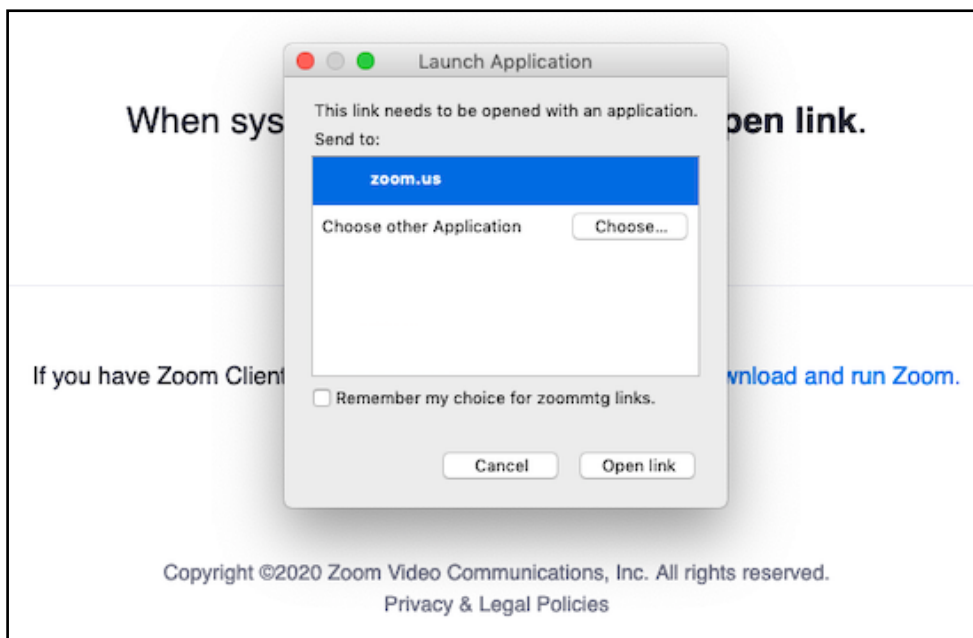 Launch Application
This link needs to be opened with an application.
When sys pen link.
Send to:
zoom.us
Choose other Application Choose...
If you have Zoom Client wnload and run Zoom.
Remember my choice for zoommtg links.
Cancel Open link
Copyright ©2020 Zoom Video Communications, Inc. All rights reserved.
Privacy & Legal Policies